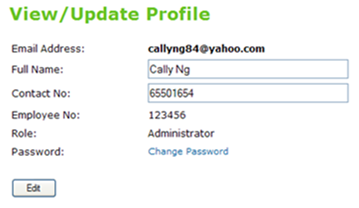 View/Update Profile
Email Address: callyng84@yahoo.com
Full Name: Cally Ng
Contact No: 65501654
Employee No: 123456
Role: Administrator
Password: Change Password
Edit